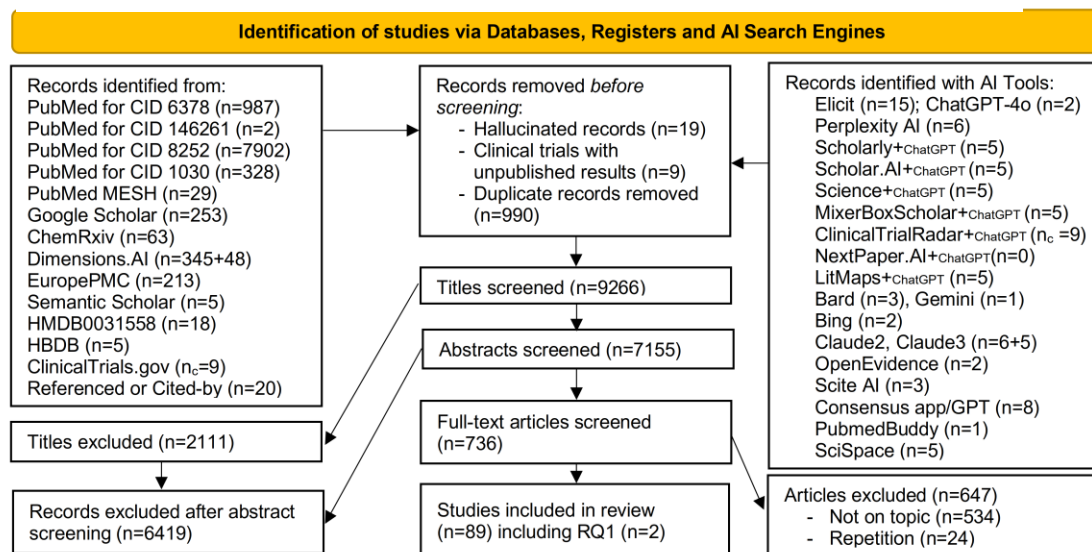 Identification of studies via Databases, Registers and AI Search Engines
Records identified from:
PubMed for CID 6378 (n=987)
PubMed for CID 146261 (n=2)
PubMed for CID 8252 (n=7902)
PubMed for CID 1030 (n=328)
PubMed MESH (n=29)
Google Scholar (n=253)
ChemRxiv (n=63)
Dimensions.AI (n=345+48)
EuropePMC (n=213)
Semantic Scholar (n=5)
HMDB0031558 (n=18)
HBDB (n=5)
ClinicalTrials.gov (nc=9)
Referenced or Cited-by (n=20)
Records removed before
screening:
- Hallucinated records (n=19)
- Clinical trials with
unpublished results (n=9)
- Duplicate records removed
(n=990)
Records identified with AI Tools:
Elicit (n=15); ChatGPT-4o (n=2)
Perplexity AI (n=6)
Scholarly+ChatGPT (n=5)
Scholar.AI+ChatGPT (n=5)
Science+ChatGPT (n=5)
MixerBoxScholar+ChatGPT (n=5)
ClinicalTrialRadar+ChatGPT (nc =9)
NextPaper.AI+ChatGPT(n=0)
LitMaps+ChatGPT (n=5)
Bard (n=3), Gemini (n=1)
Bing (n=2)
Claude2, Claude3 (n=6+5)
OpenEvidence (n=2)
Scite AI (n=3)
Consensus app/GPT (n=8)
PubmedBuddy (n=1)
SciSpace (n=5)
Titles screened (n=9266)
Abstracts screened (n=7155)
Titles excluded (n=2111)
Full-text articles screened
(n=736)
Records excluded after abstract
screening (n=6419)
Studies included in review
(n=89) including RQ1 (n=2)
Articles excluded (n=647)
- Not on topic (n=534)
- Repetition (n=24)